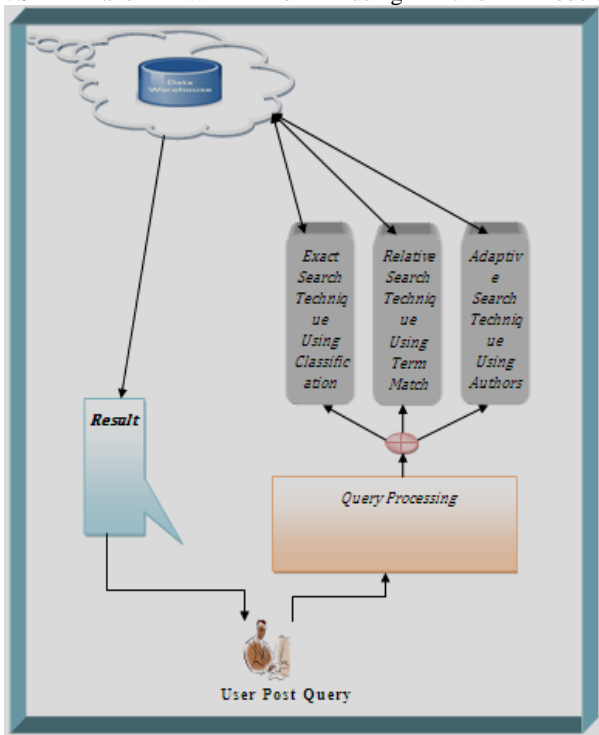 Data
Warehouse
Exact
Search
Techniq
ue
Using
Classific
ation
Relative
Search
Techniq
ue
Using
Term
Match
Adaptiv
e
Search
Techniq
ue
Using
Authors
Result
Query Processing
User Post Query